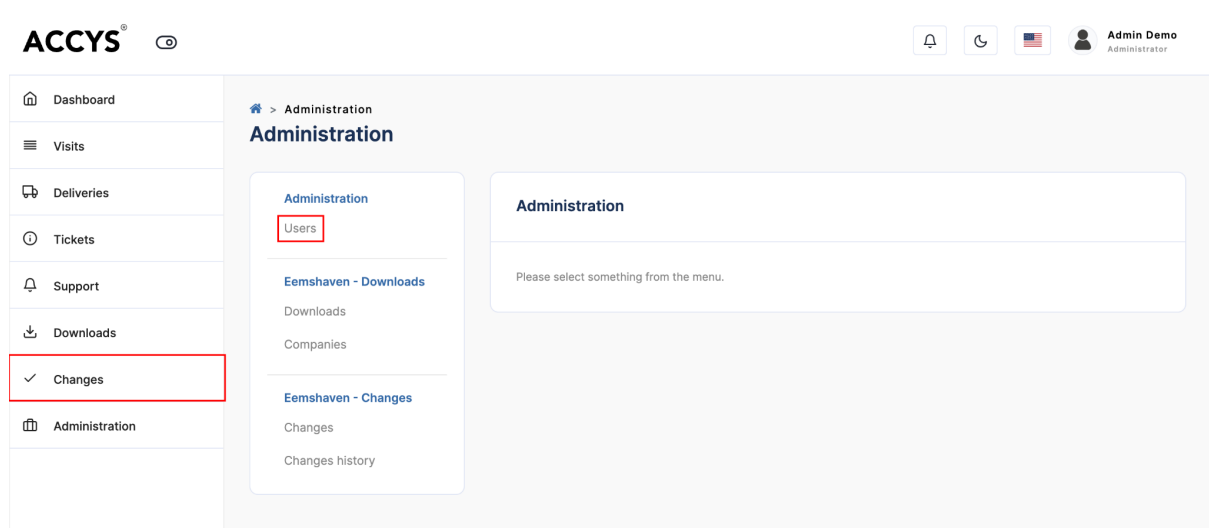 ACCYS®
Admin Demo
Administrator
Dashboard
Visits
Deliveries
Tickets
Support
Downloads
Changes
Administration
> Administration
Administration
Administration
Users
Eemshaven - Downloads
Downloads
Companies
Eemshaven - Changes
Changes
Changes history
Administration
Please select something from the menu.